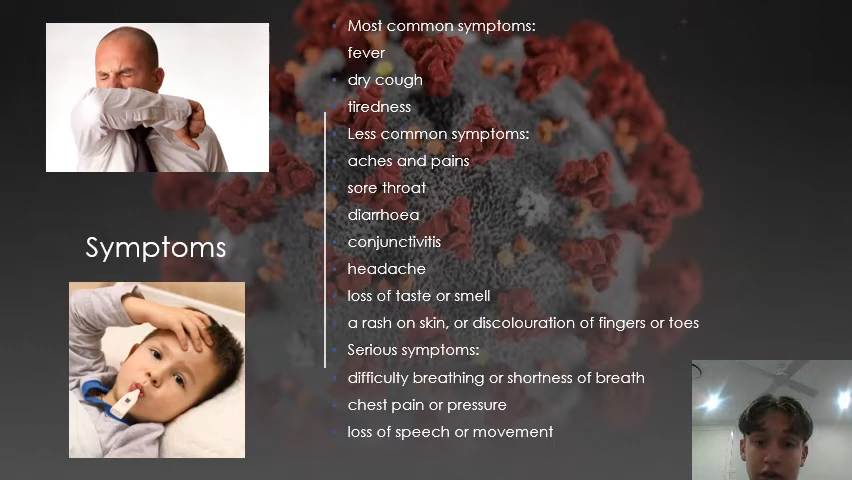 Symptoms
Most common symptoms:
fever
dry cough
tiredness
Less common symptoms:
aches and pains
sore throat
diarrhoea
conjunctivitis
headache
loss of taste or smell
a rash on skin, or discolouration of fingers or toes
Serious symptoms:
difficulty breathing or shortness of breath
chest pain or pressure
loss of speech or movement